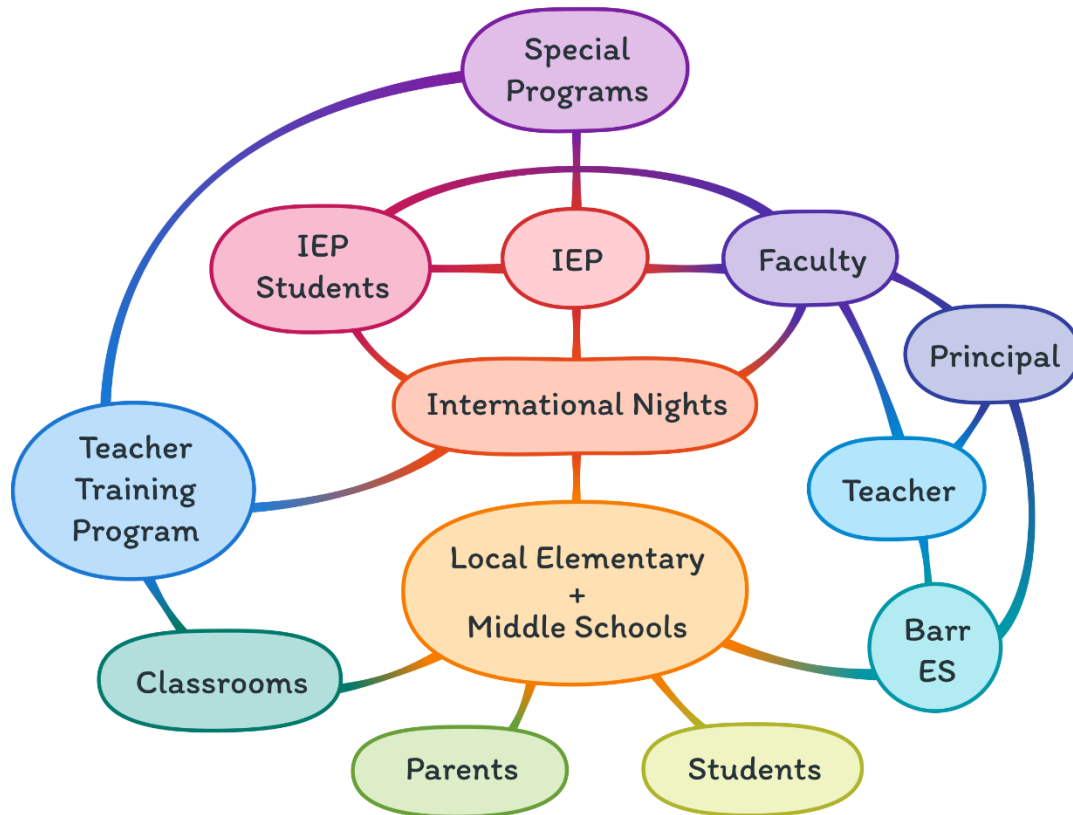 Special
Programs
IEP
Students
IEP
Faculty
Principal
International Nights
Teacher
Training
Program
Teacher
Local Elementary
+
Middle Schools
Barr
ES
Classrooms
Parents
Students